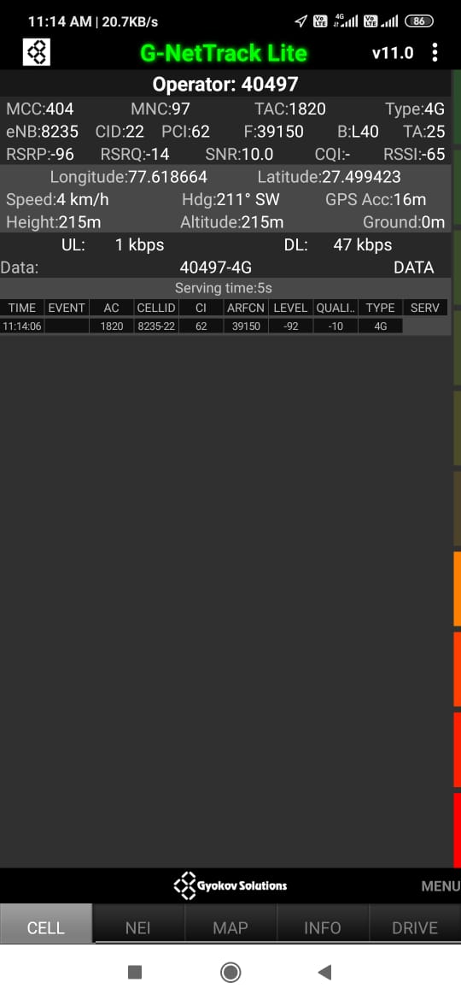 11:14 AM | 20.7KB/s Vo LTE 4G Vo LTE 86
G-NetTrack Lite v11.0
Operator: 40497
MCC:404 MNC:97 TAC:1820 Type:4G
eNB:8235 CID:22 PCI:62 F:39150 B:L40 TA:25
RSRP:-96 RSRQ:-14 SNR:10.0 CQI:- RSSI:-65
Longitude:77.618664 Latitude:27.499423
Speed:4 km/h Hdg:211° SW GPS Acc:16m
Height:215m Altitude:215m Ground:0m
UL: 1 kbps DL: 47 kbps
Data: 40497-4G DATA
Serving time:5s
TIME EVENT AC CELLID CI ARFCN LEVEL QUALI.. TYPE SERV
11:14:06 1820 8235-22 62 39150 -92 -10 4G
Gyokov Solutions MENU
CELL NEI MAP INFO DRIVE